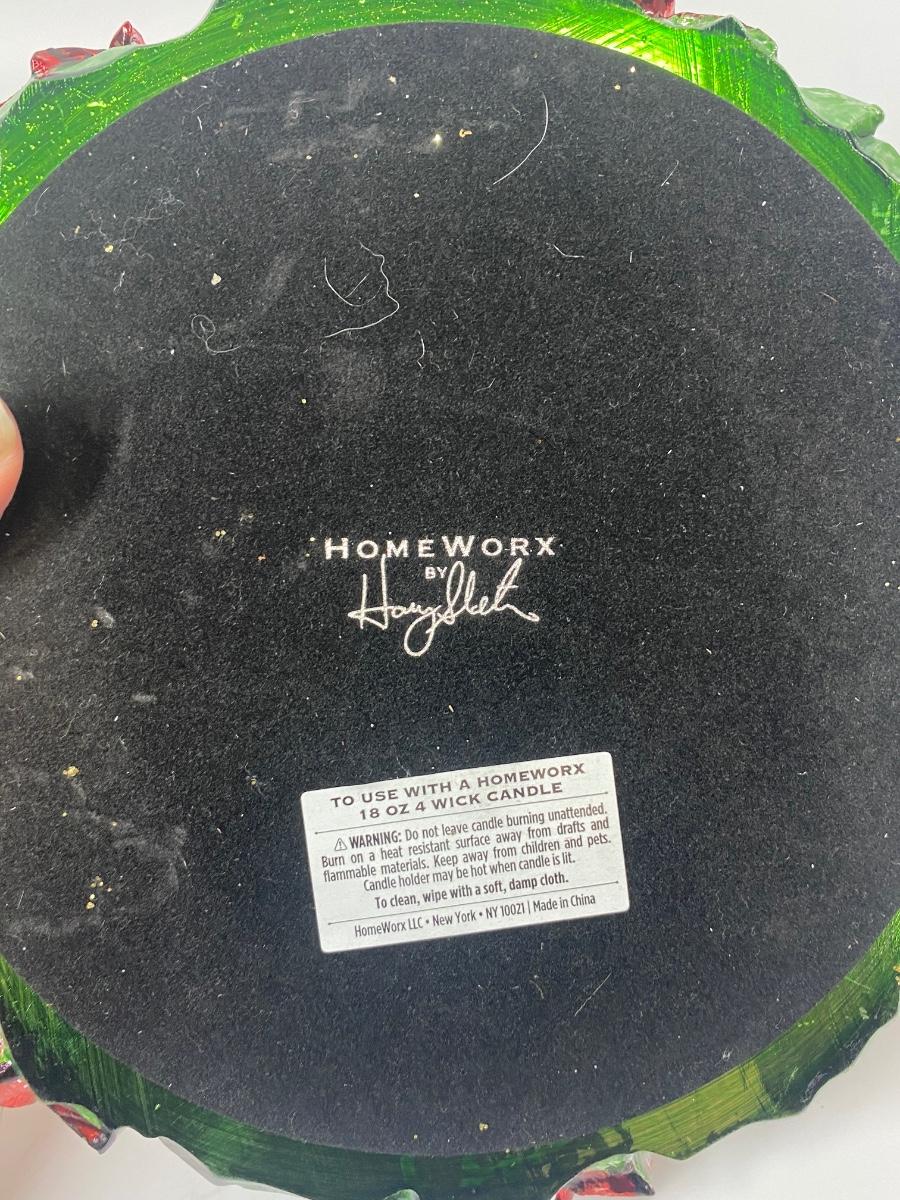 HOMEWORX
BY
Harry Slatkin
TO USE WITH A HOMEWORX
18 OZ 4 WICK CANDLE
⚠ WARNING: Do not leave candle burning unattended.
Burn on a heat resistant surface away from drafts and
flammable materials. Keep away from children and pets.
Candle holder may be hot when candle is lit.
To clean, wipe with a soft, damp cloth.
HomeWorx LLC • New York • NY 10021 | Made in China